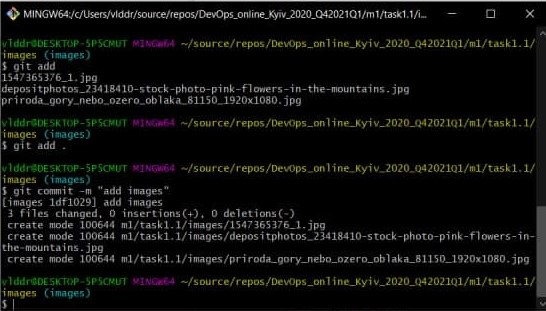 MINGW64:/c/Users/vlddr/source/repos/DevOps_online_Kyiv_2020_Q42021Q1/m1/task1.1/i...
vlddr@DESKTOP-5P5CMUT MINGW64 ~/source/repos/DevOps_online_Kyiv_2020_Q42021Q1/m1/task1.1/
images (images)
$ git add
1547365376_1.jpg
depositphotos_23418410-stock-photo-pink-flowers-in-the-mountains.jpg
priroda_gory_nebo_ozero_oblaka_81150_1920x1080.jpg
vlddr@DESKTOP-5P5CMUT MINGW64 ~/source/repos/DevOps_online_Kyiv_2020_Q42021Q1/m1/task1.1/
images (images)
$ git add .
vlddr@DESKTOP-5P5CMUT MINGW64 ~/source/repos/DevOps_online_Kyiv_2020_Q42021Q1/m1/task1.1/
images (images)
$ git commit -m "add images"
[images 1df1029] add images
3 files changed, 0 insertions(+), 0 deletions(-)
create mode 100644 m1/task1.1/images/1547365376_1.jpg
create mode 100644 m1/task1.1/images/depositphotos_23418410-stock-photo-pink-flowers-in-
the-mountains.jpg
create mode 100644 m1/task1.1/images/priroda_gory_nebo_ozero_oblaka_81150_1920x1080.jpg
vlddr@DESKTOP-5P5CMUT MINGW64 ~/source/repos/DevOps_online_Kyiv_2020_Q42021Q1/m1/task1.1/
images (images)
$